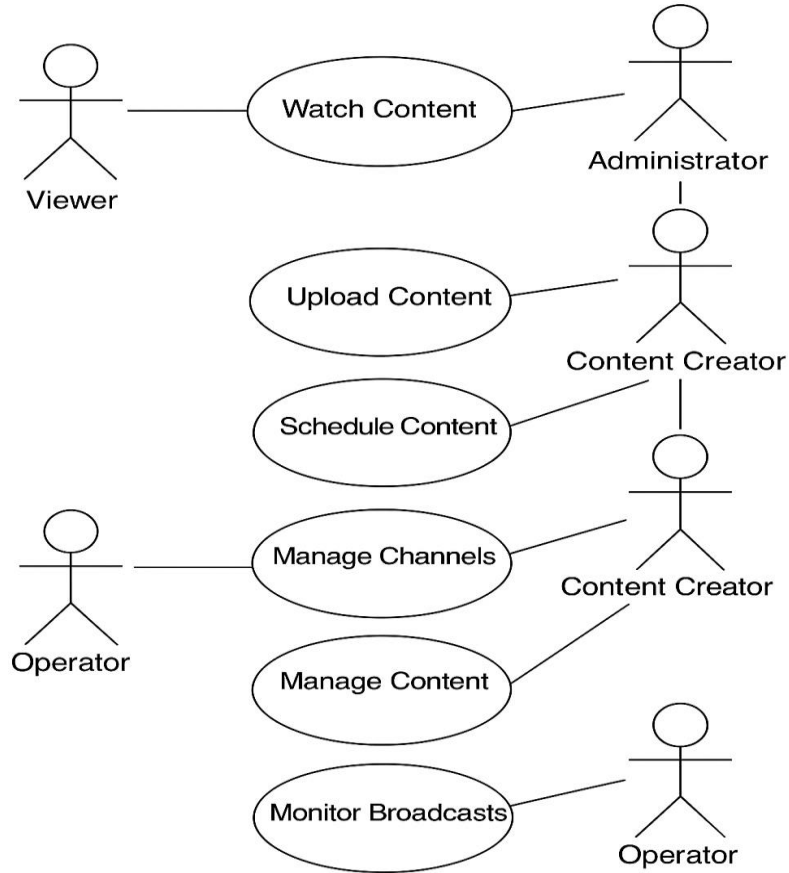 Watch Content
Viewer
Administrator
Upload Content
Content Creator
Schedule Content
Manage Channels
Content Creator
Operator
Manage Content
Monitor Broadcasts
Operator